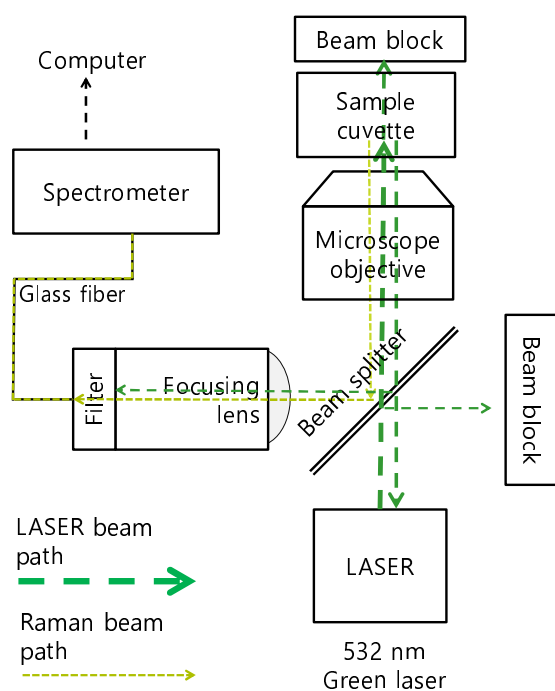 Beam block
Computer
Sample
cuvette
Spectrometer
Microscope
objective
Glass fiber
Beam splitter
Beam block
Filter
Focusing
lens
LASER beam
path
LASER
Raman beam
path
532 nm
Green laser